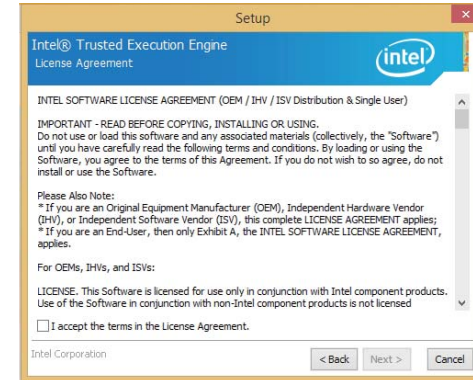 Setup
Intel® Trusted Execution Engine
License Agreement
intel
INTEL SOFTWARE LICENSE AGREEMENT (OEM / IHV / ISV Distribution & Single User)
IMPORTANT - READ BEFORE COPYING, INSTALLING OR USING.
Do not use or load this software and any associated materials (collectively, the "Software")
until you have carefully read the following terms and conditions. By loading or using the
Software, you agree to the terms of this Agreement. If you do not wish to so agree, do not
install or use the Software.
Please Also Note:
* If you are an Original Equipment Manufacturer (OEM), Independent Hardware Vendor
(IHV), or Independent Software Vendor (ISV), this complete LICENSE AGREEMENT applies;
* If you are an End-User, then only Exhibit A, the INTEL SOFTWARE LICENSE AGREEMENT,
applies.
For OEMs, IHVs, and ISVs:
LICENSE. This Software is licensed for use only in conjunction with Intel component products.
Use of the Software in conjunction with non-Intel component products is not licensed
I accept the terms in the License Agreement.
Intel Corporation
< Back
Next >
Cancel